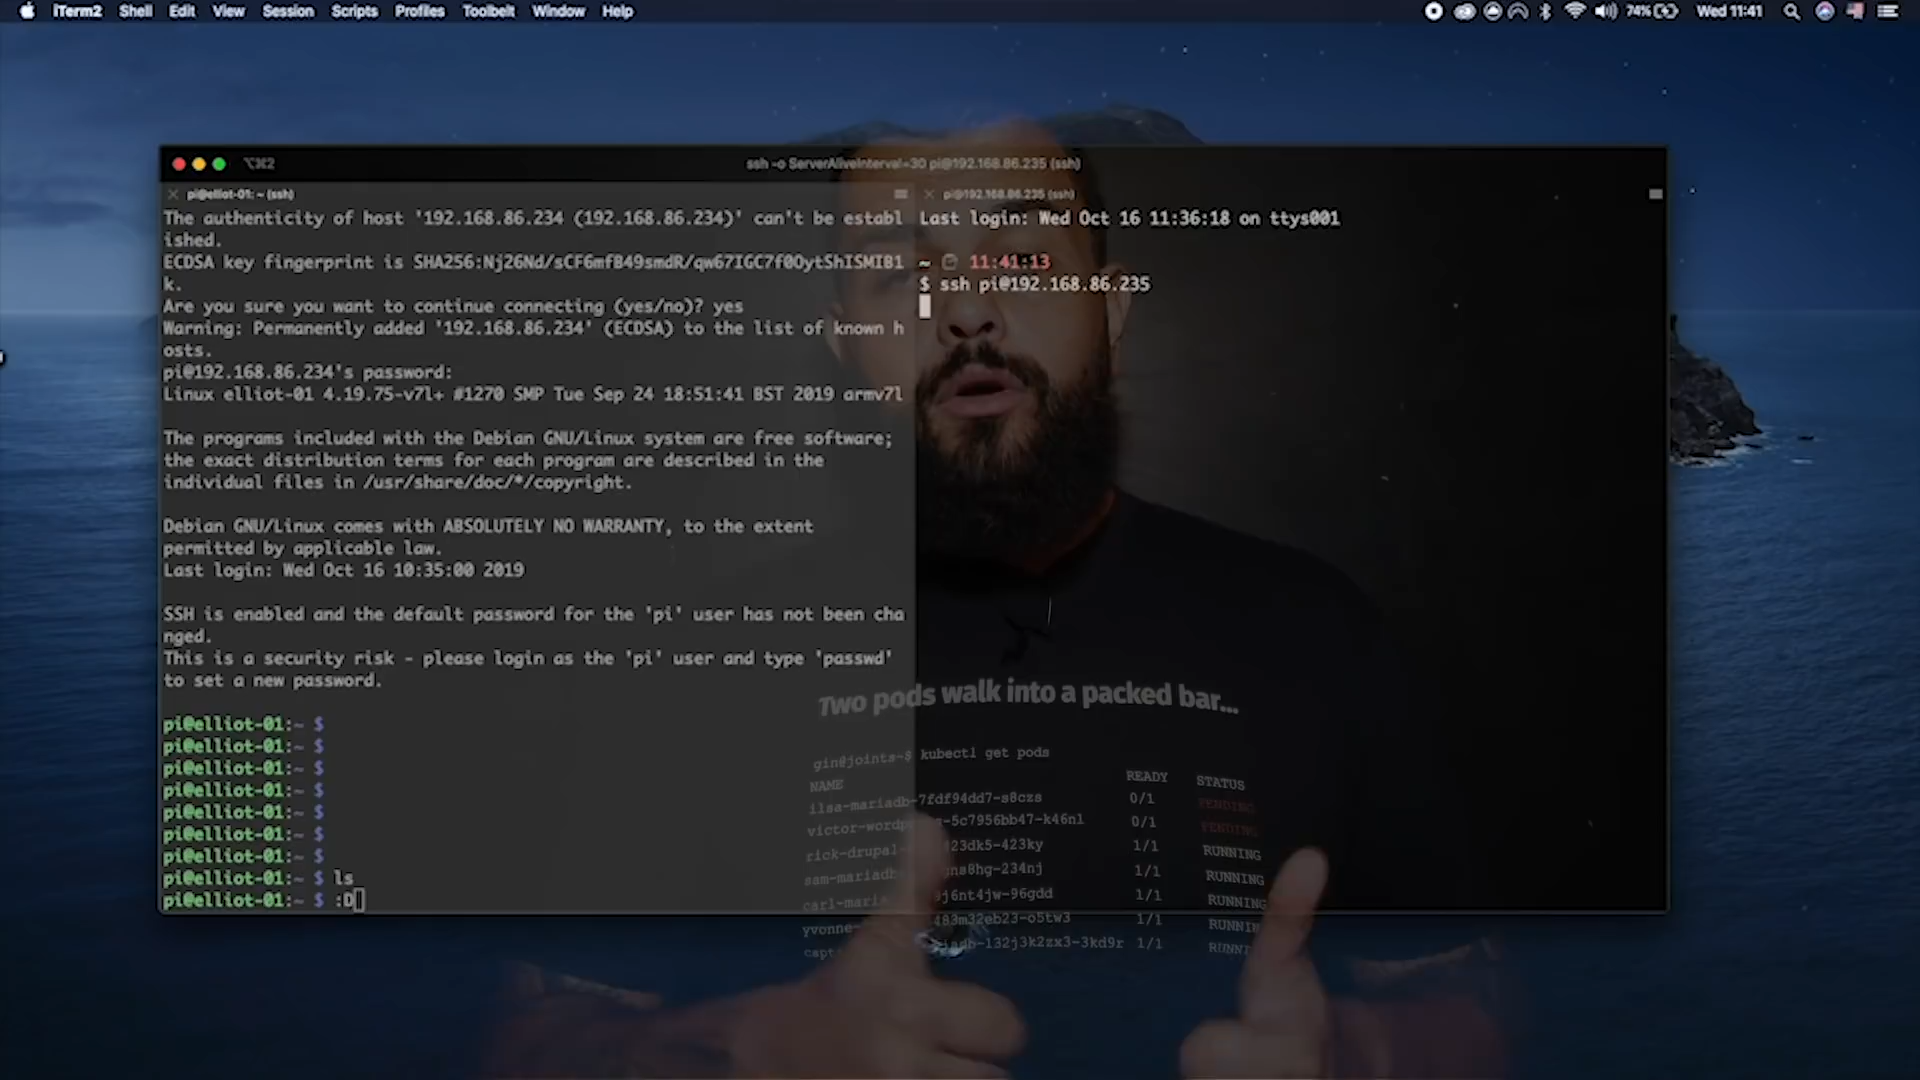 iTerm2 Shell Edit View Session Scripts Profiles Toolbelt Window Help
74% Wed 11:41
⌥⌘2 ssh -o ServerAliveInterval=30 pi@192.168.86.235 (ssh)
pi@elliot-01: ~ (ssh)
The authenticity of host '192.168.86.234 (192.168.86.234)' can't be establ
ished.
ECDSA key fingerprint is SHA256:Nj26Nd/sCF6mfB49smdR/qw67IGC7f0OytShISMIB1
k.
Are you sure you want to continue connecting (yes/no)? yes
Warning: Permanently added '192.168.86.234' (ECDSA) to the list of known h
osts.
pi@192.168.86.234's password:
Linux elliot-01 4.19.75-v7l+ #1270 SMP Tue Sep 24 18:51:41 BST 2019 armv7l
The programs included with the Debian GNU/Linux system are free software;
the exact distribution terms for each program are described in the
individual files in /usr/share/doc/*/copyright.
Debian GNU/Linux comes with ABSOLUTELY NO WARRANTY, to the extent
permitted by applicable law.
Last login: Wed Oct 16 10:35:00 2019
SSH is enabled and the default password for the 'pi' user has not been cha
nged.
This is a security risk - please login as the 'pi' user and type 'passwd'
to set a new password.
pi@elliot-01:~ $
pi@elliot-01:~ $
pi@elliot-01:~ $
pi@elliot-01:~ $
pi@elliot-01:~ $
pi@elliot-01:~ $
pi@elliot-01:~ $
pi@elliot-01:~ $ ls
pi@elliot-01:~ $ :D
pi@192.168.86.235 (ssh)
Last login: Wed Oct 16 11:36:18 on ttys001
~ 11:41:13
$ ssh pi@192.168.86.235
Two pods walk into a packed bar...
gin@joints-$ kubectl get pods
NAME READY STATUS
ilsa-mariadb-7fdf94dd7-s8czs 0/1 PENDING
victor-wordp -5c7956bb47-k46nl 0/1 PENDING
rick-drupal- 423dk5-423ky 1/1 RUNNING
sam-mariadb gns8hg-234nj 1/1 RUNNING
carl-maria 6nt4jw-96gdd 1/1 RUNNING
yvonne- 483m32eb23-o5tw3 1/1 RUNNIN
capt iadb-132j3k2zx3-3kd9r 1/1 RUNN